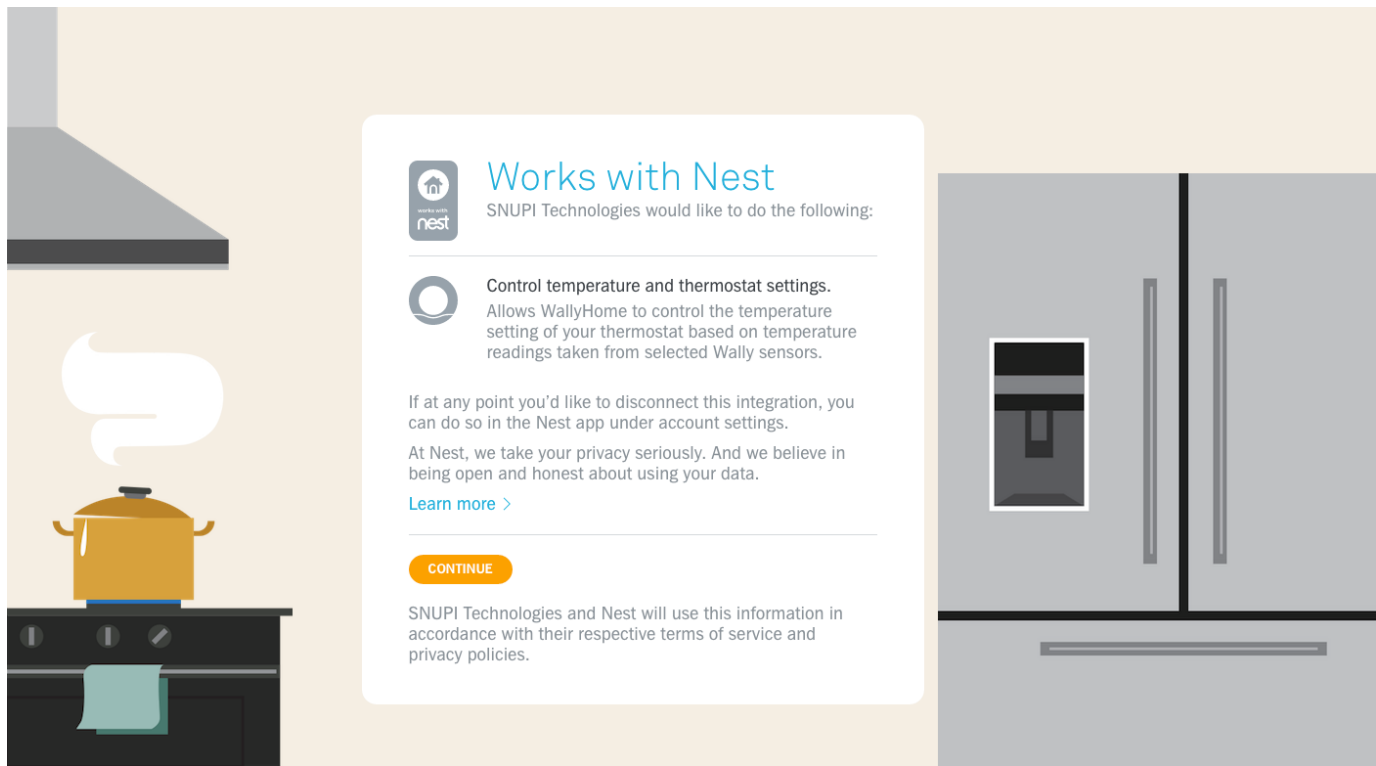 works with
nest
Works with Nest
SNUPI Technologies would like to do the following:
Control temperature and thermostat settings.
Allows WallyHome to control the temperature
setting of your thermostat based on temperature
readings taken from selected Wally sensors.
If at any point you’d like to disconnect this integration, you
can do so in the Nest app under account settings.
At Nest, we take your privacy seriously. And we believe in
being open and honest about using your data.
Learn more >
CONTINUE
SNUPI Technologies and Nest will use this information in
accordance with their respective terms of service and
privacy policies.